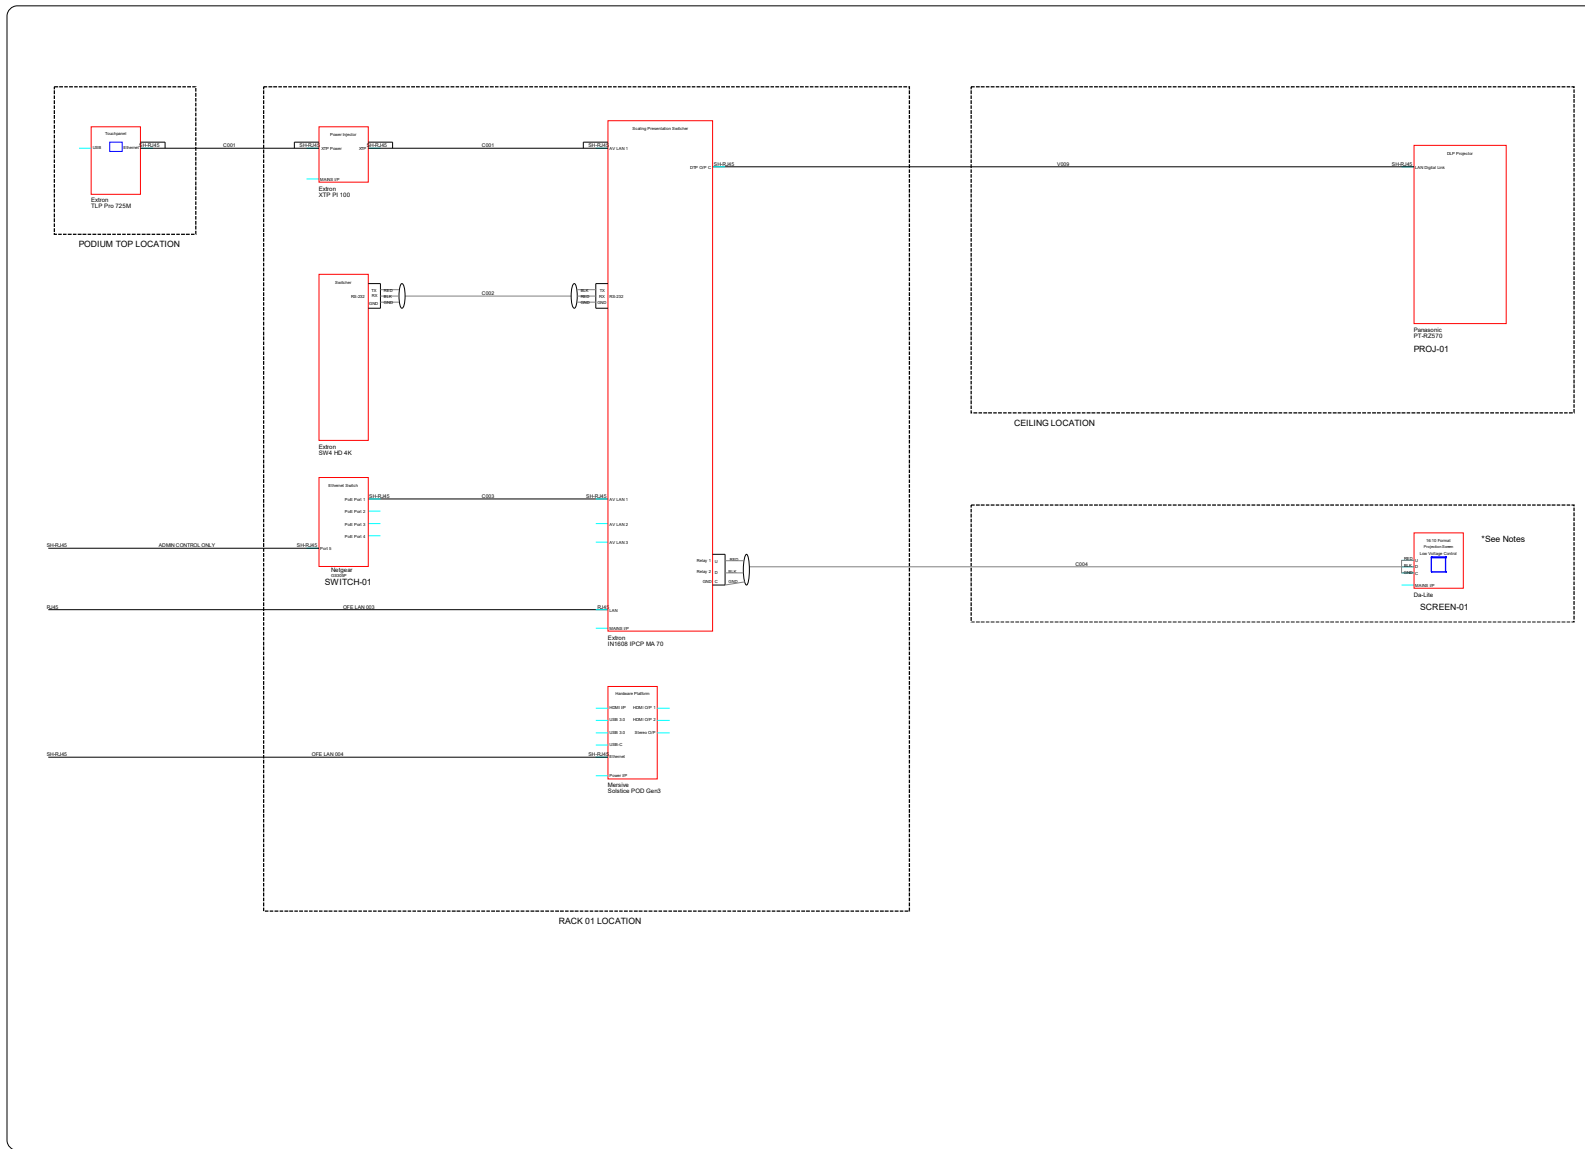 Touchpanel
USB
Ethernet
SH-RJ45
C001
Extron
TLP Pro 725M
PODIUM TOP LOCATION
Power Injector
SH-RJ45
XTP Power
XTP
SH-RJ45
C001
SH-RJ45
MAINS I/P
Extron
XTP PI 100
Scaling Presentation Switcher
AV LAN 1
DTP O/P C
SH-RJ45
V009
SH-RJ45
DLP Projector
LAN Digital Link
Panasonic
PT-RZ570
PROJ-01
CEILING LOCATION
Switcher
RS-232
TX
RX
GND
RED
BLK
GND
C002
BLK
RED
GND
TX
RX
GND
RS-232
Extron
SW4 HD 4K
Ethernet Switch
PoE Port 1
PoE Port 2
PoE Port 3
PoE Port 4
SH-RJ45
C003
SH-RJ45
AV LAN 1
AV LAN 2
AV LAN 3
SH-RJ45
ADMIN CONTROL ONLY
SH-RJ45
Port 5
Netgear
SWITCH-01
Relay 1
Relay 2
GND
U
D
C
RED
BLK
GND
C004
RED
BLK
GND
U
D
C
16:10 Format
Projection Screen
Low Voltage Control
MAINS I/P
Da-Lite
SCREEN-01
*See Notes
RJ45
OFE LAN 003
RJ45
LAN
MAINS I/P
Extron
IN1608 IPCP MA 70
Hardware Platform
HDMI I/P
USB 3.0
USB 3.0
USB-C
Ethernet
Power I/P
HDMI O/P 1
HDMI O/P 2
Stereo O/P
SH-RJ45
OFE LAN 004
SH-RJ45
Mersive
Solstice POD Gen3
RACK 01 LOCATION